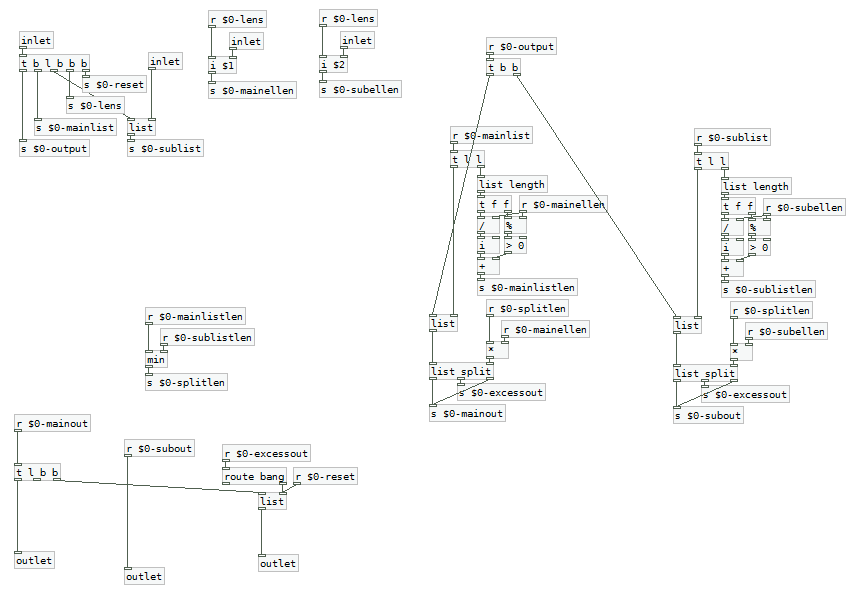 r $0-lens
r $0-lens
inlet
inlet
inlet
inlet
t b l b b b
i $1
i $2
s $0-reset
s $0-mainellen
s $0-subellen
s $0-lens
s $0-mainlist
list
s $0-output
s $0-sublist
r $0-output
t b b
r $0-mainlist
t l l
list length
t f f
r $0-mainellen
/
%
i
> 0
+
s $0-mainlistlen
r $0-splitlen
list
r $0-mainellen
*
list split
s $0-excessout
s $0-mainout
r $0-sublist
t l l
list length
t f f
r $0-subellen
/
%
i
> 0
+
s $0-sublistlen
r $0-splitlen
list
r $0-subellen
*
list split
s $0-excessout
s $0-subout
r $0-mainlistlen
r $0-sublistlen
min
s $0-splitlen
r $0-mainout
r $0-subout
r $0-excessout
t l b b
route bang
r $0-reset
list
outlet
outlet
outlet